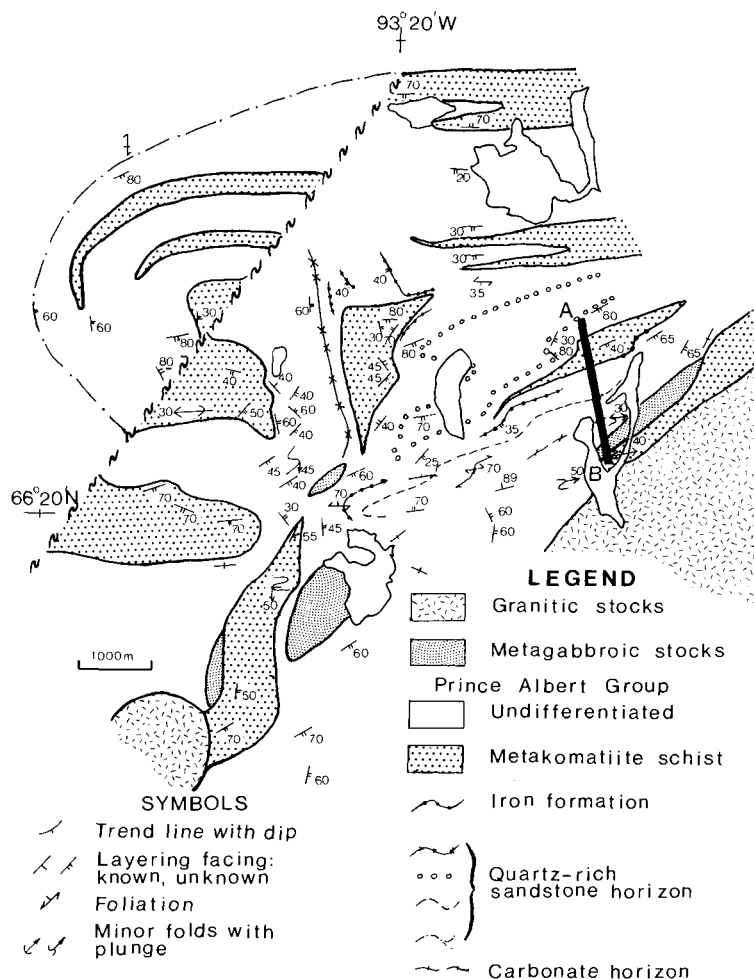 93°20'W
70
70
80
20
30
30
35
40
40
60
60
60
30
80
30
70
80
30
80
80
A
65
65
40
80
80
40
40
50
60
60
40
45
45
40
30
70
35
30
40
B
50
25
70
89
66°20'N
70
70
70
45
45
40
60
70
70
30
55
45
60
60
50
60
50
70
70
60
1000m
LEGEND
Granitic stocks
Metagabbroic stocks
Prince Albert Group
Undifferentiated
Metakomatiite schist
Iron formation
Quartz-rich
sandstone horizon
Carbonate horizon
SYMBOLS
Trend line with dip
Layering facing:
known, unknown
Foliation
Minor folds with
plunge